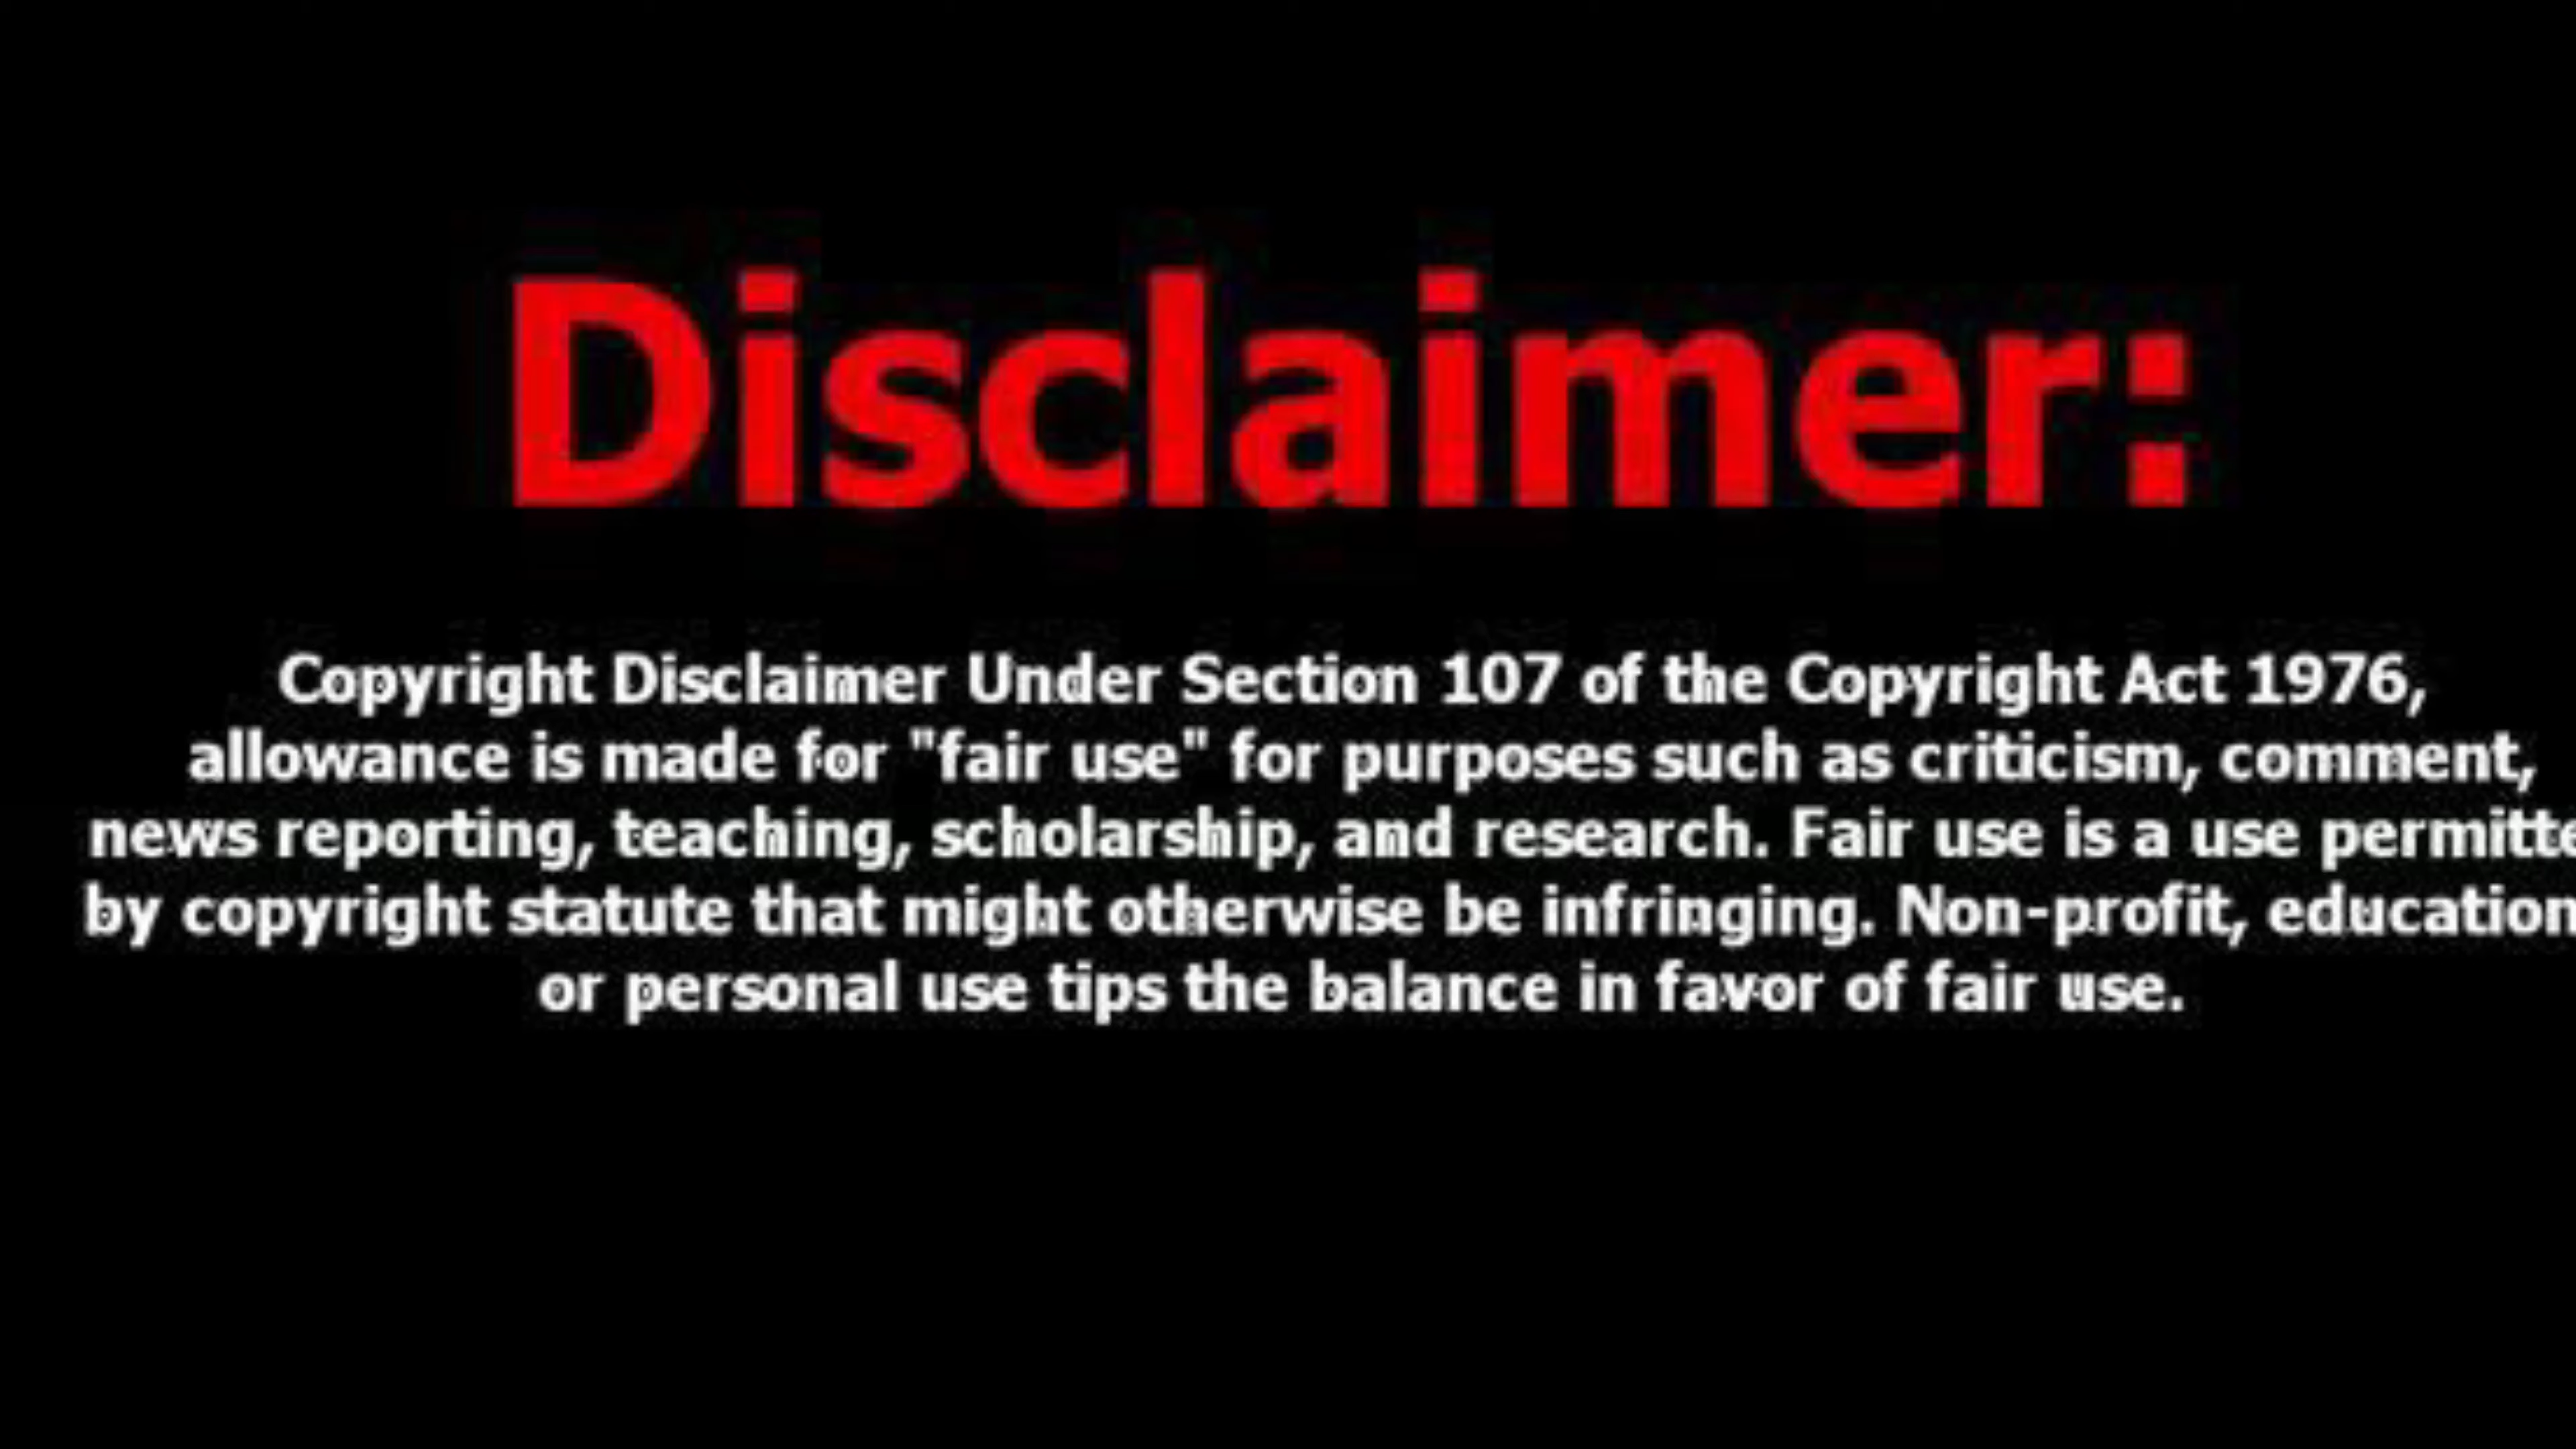 Disclaimer:
Copyright Disclaimer Under Section 107 of the Copyright Act 1976,
allowance is made for "fair use" for purposes such as criticism, comment,
news reporting, teaching, scholarship, and research. Fair use is a use permitte
by copyright statute that might otherwise be infringing. Non-profit, education
or personal use tips the balance in favor of fair use.